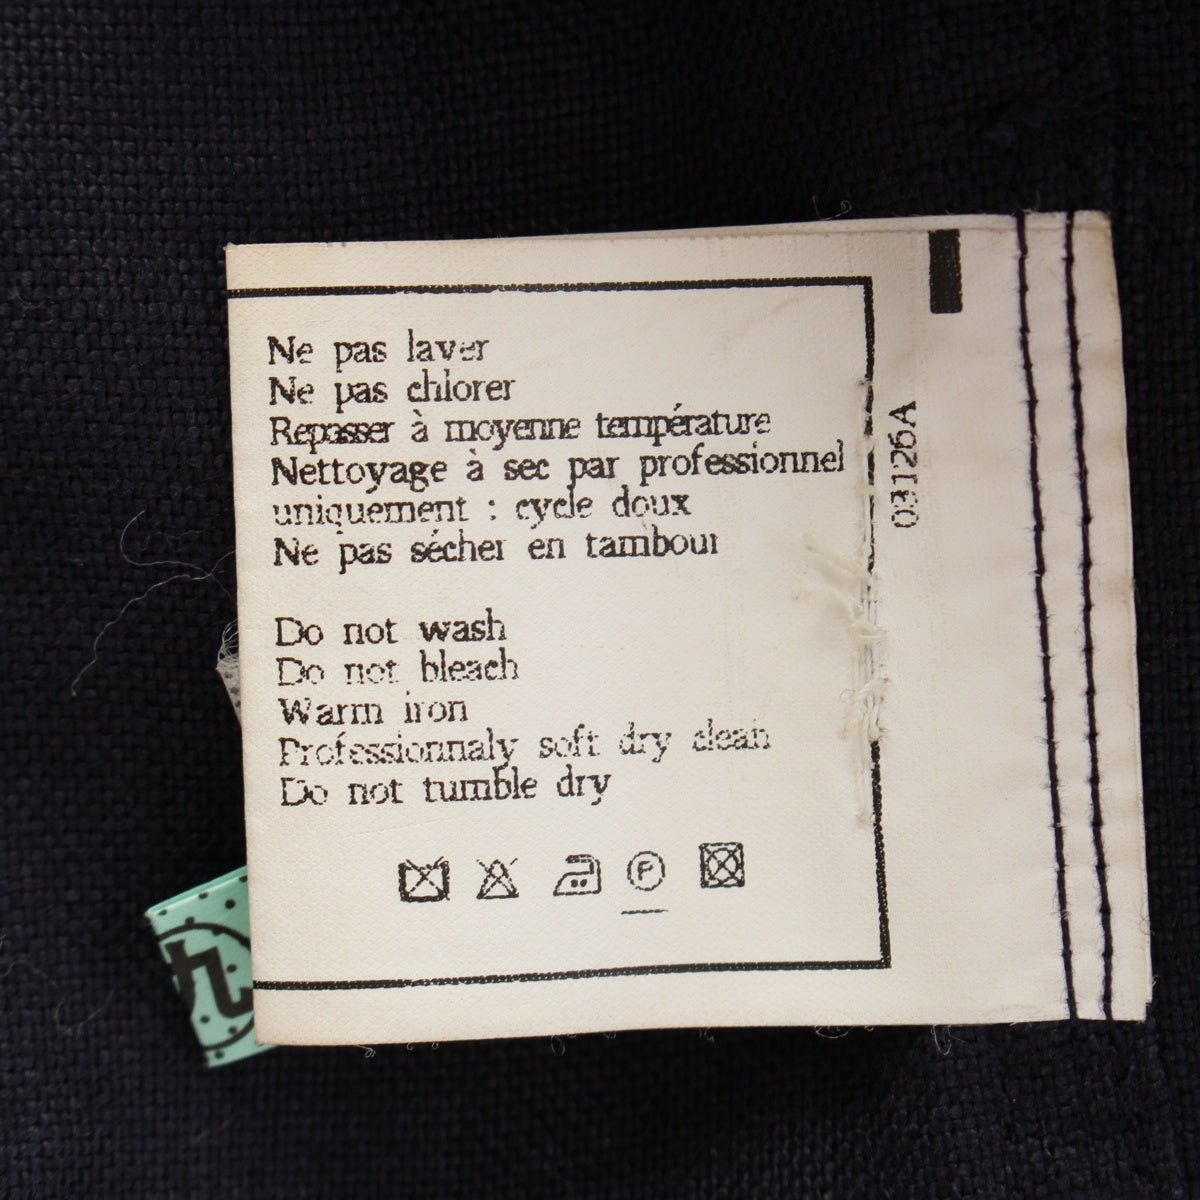 Ne pas laver
Ne pas chlorer
Repasser à moyenne température
Nettoyage à sec par professionnel
uniquement : cycle doux
Ne pas sécher en tambour
Do not wash
Do not bleach
Warm iron
Professionnaly soft dry clean
Do not tumble dry
F
03126A